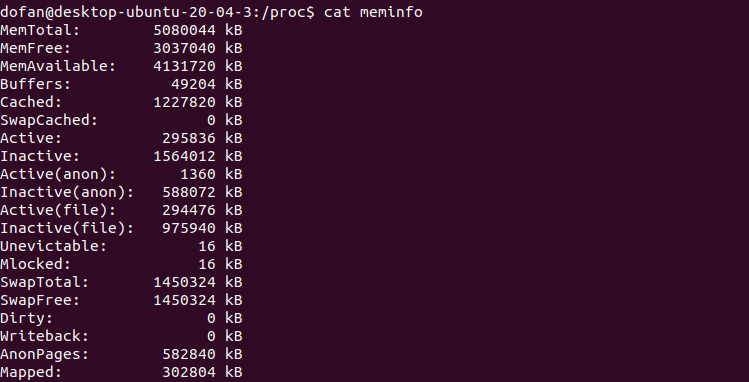 dofan@desktop-ubuntu-20-04-3:/proc$ cat meminfo
MemTotal:        5080044 kB
MemFree:         3037040 kB
MemAvailable:    4131720 kB
Buffers:           49204 kB
Cached:          1227820 kB
SwapCached:            0 kB
Active:           295836 kB
Inactive:        1564012 kB
Active(anon):       1360 kB
Inactive(anon):   588072 kB
Active(file):     294476 kB
Inactive(file):   975940 kB
Unevictable:          16 kB
Mlocked:              16 kB
SwapTotal:       1450324 kB
SwapFree:        1450324 kB
Dirty:                 0 kB
Writeback:             0 kB
AnonPages:        582840 kB
Mapped:           302804 kB